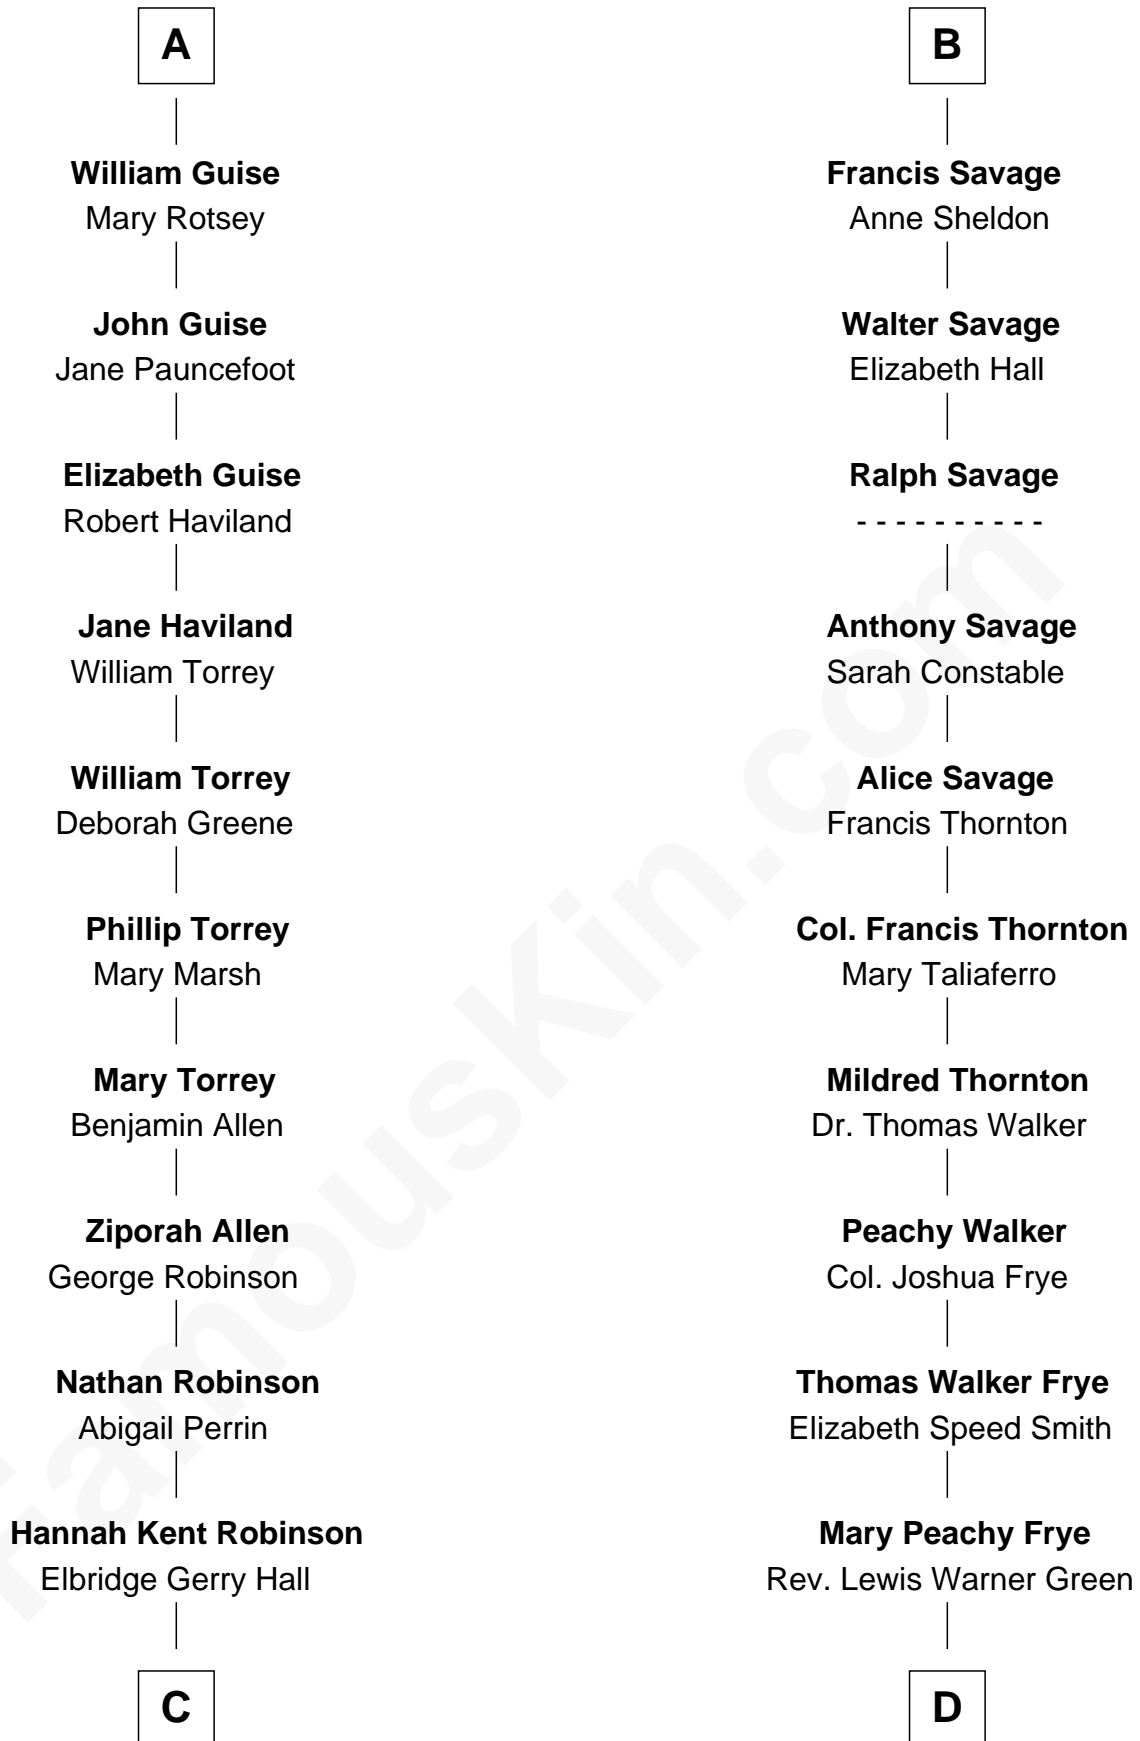 A
William Guise
Mary Rotsey
John Guise
Jane Pauncefoot
Elizabeth Guise
Robert Haviland
Jane Haviland
William Torrey
William Torrey
Deborah Greene
Phillip Torrey
Mary Marsh
Mary Torrey
Benjamin Allen
Ziporah Allen
George Robinson
Nathan Robinson
Abigail Perrin
Hannah Kent Robinson
Elbridge Gerry Hall
C
B
Francis Savage
Anne Sheldon
Walter Savage
Elizabeth Hall
Ralph Savage
- - - - - - - - - -
Anthony Savage
Sarah Constable
Alice Savage
Francis Thornton
Col. Francis Thornton
Mary Taliaferro
Mildred Thornton
Dr. Thomas Walker
Peachy Walker
Col. Joshua Frye
Thomas Walker Frye
Elizabeth Speed Smith
Mary Peachy Frye
Rev. Lewis Warner Green
D
FamousKin.com